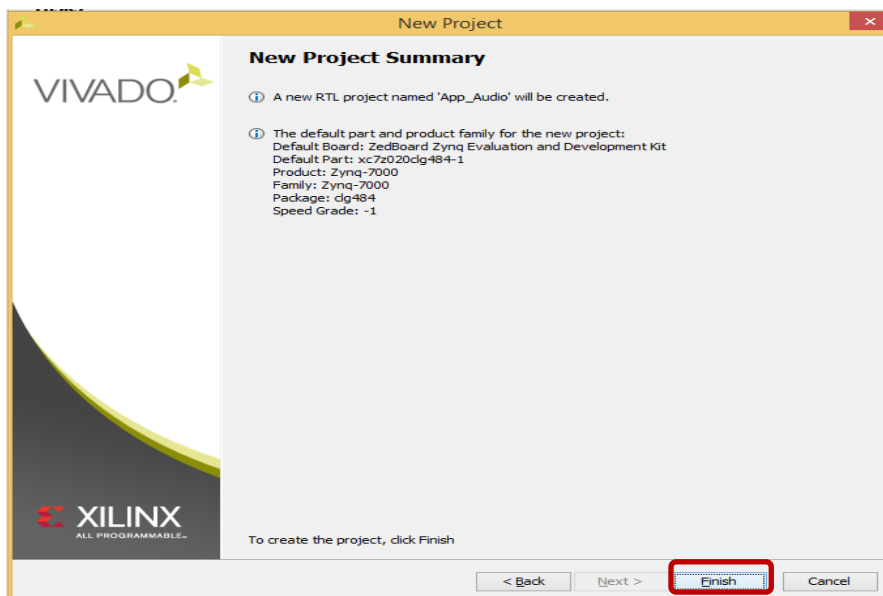 New Project
New Project Summary
VIVADO.
A new RTL project named 'App_Audio' will be created.
The default part and product family for the new project:
Default Board: ZedBoard Zynq Evaluation and Development Kit
Default Part: xc7z020clg484-1
Product: Zynq-7000
Family: Zynq-7000
Package: clg484
Speed Grade: -1
XILINX
ALL PROGRAMMABLE™
To create the project, click Finish
< Back
Next >
Finish
Cancel